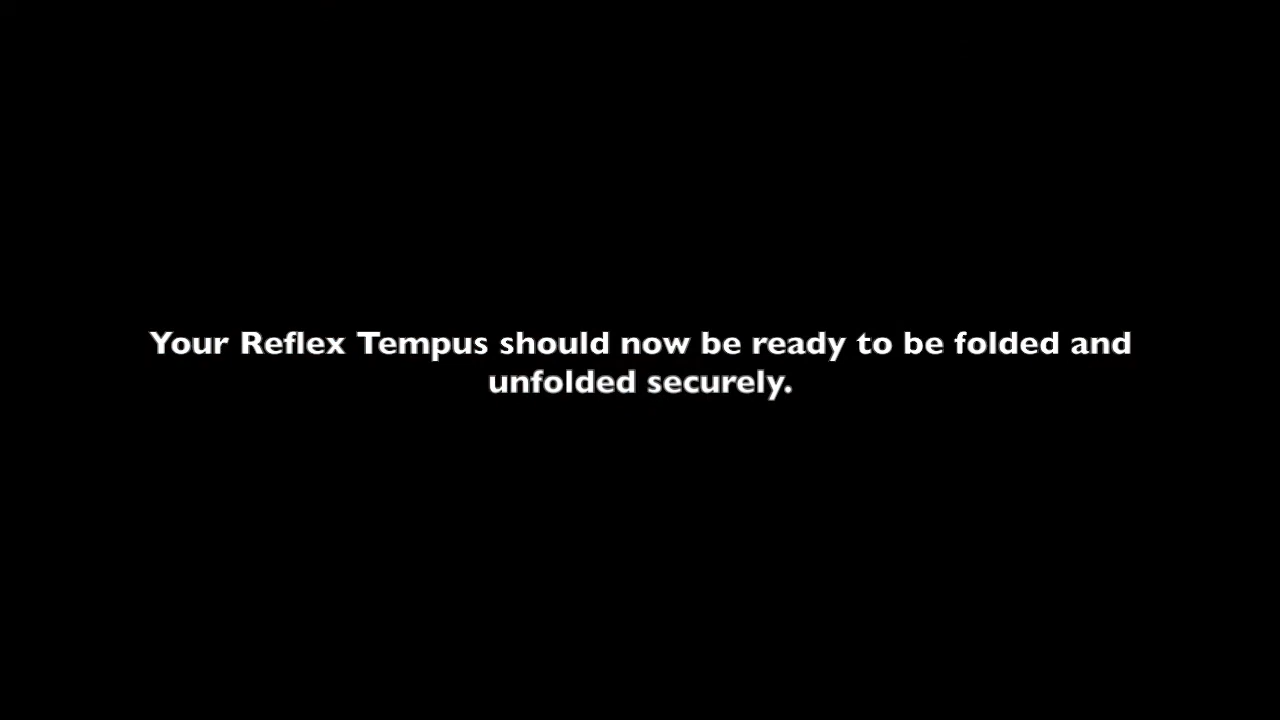 Your Reflex Tempus should now be ready to be folded and
unfolded securely.